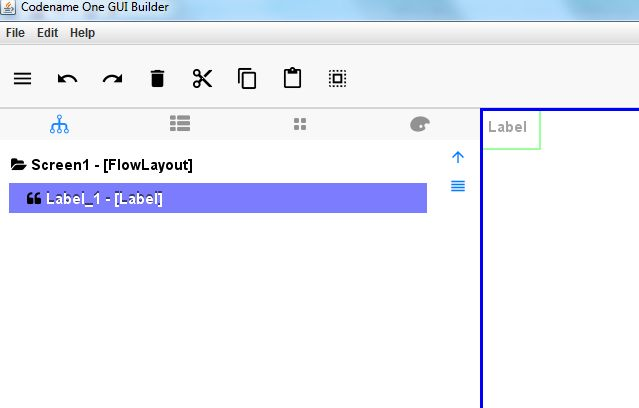 Codename One GUI Builder
File Edit Help
Screen1 - [FlowLayout]
Label_1 - [Label]
Label